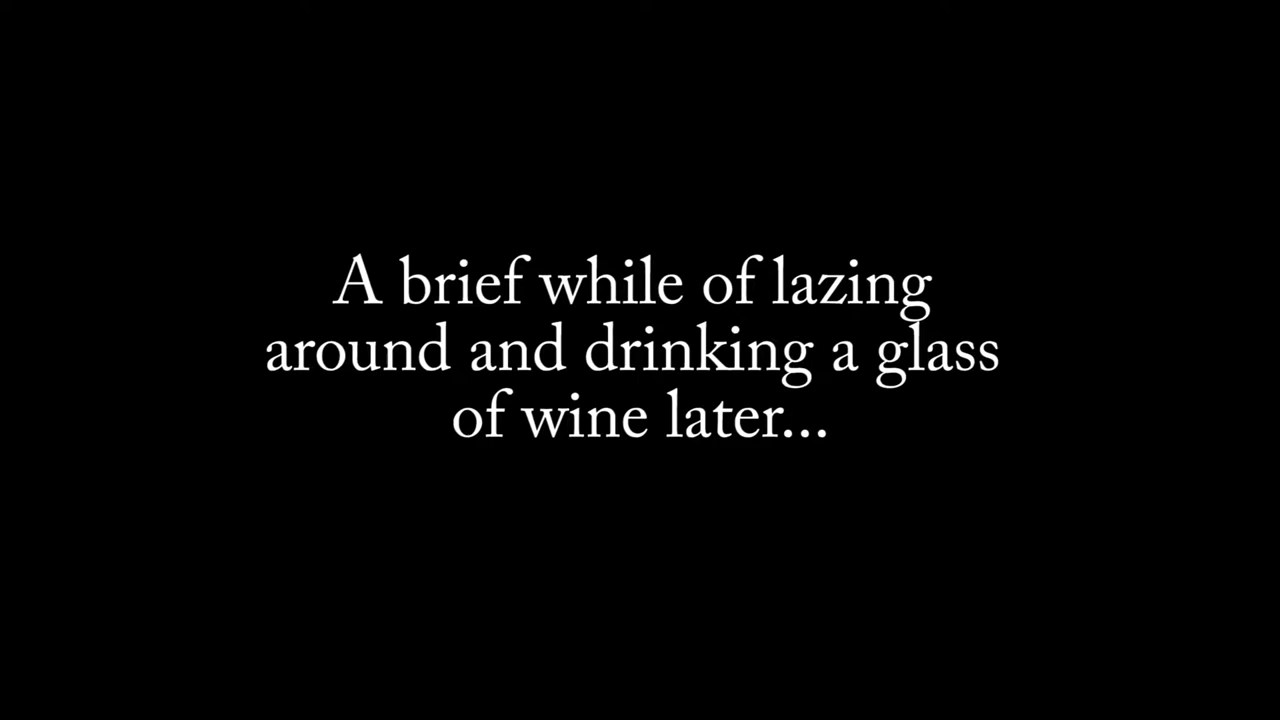 A brief while of lazing
around and drinking a glass
of wine later...